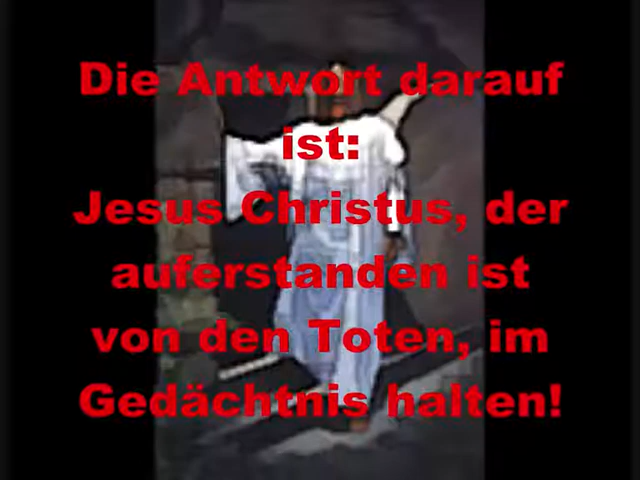 Die Antwort darauf
ist:
Jesus Christus, der
auferstanden ist
von den Toten, im
Gedächtnis halten!